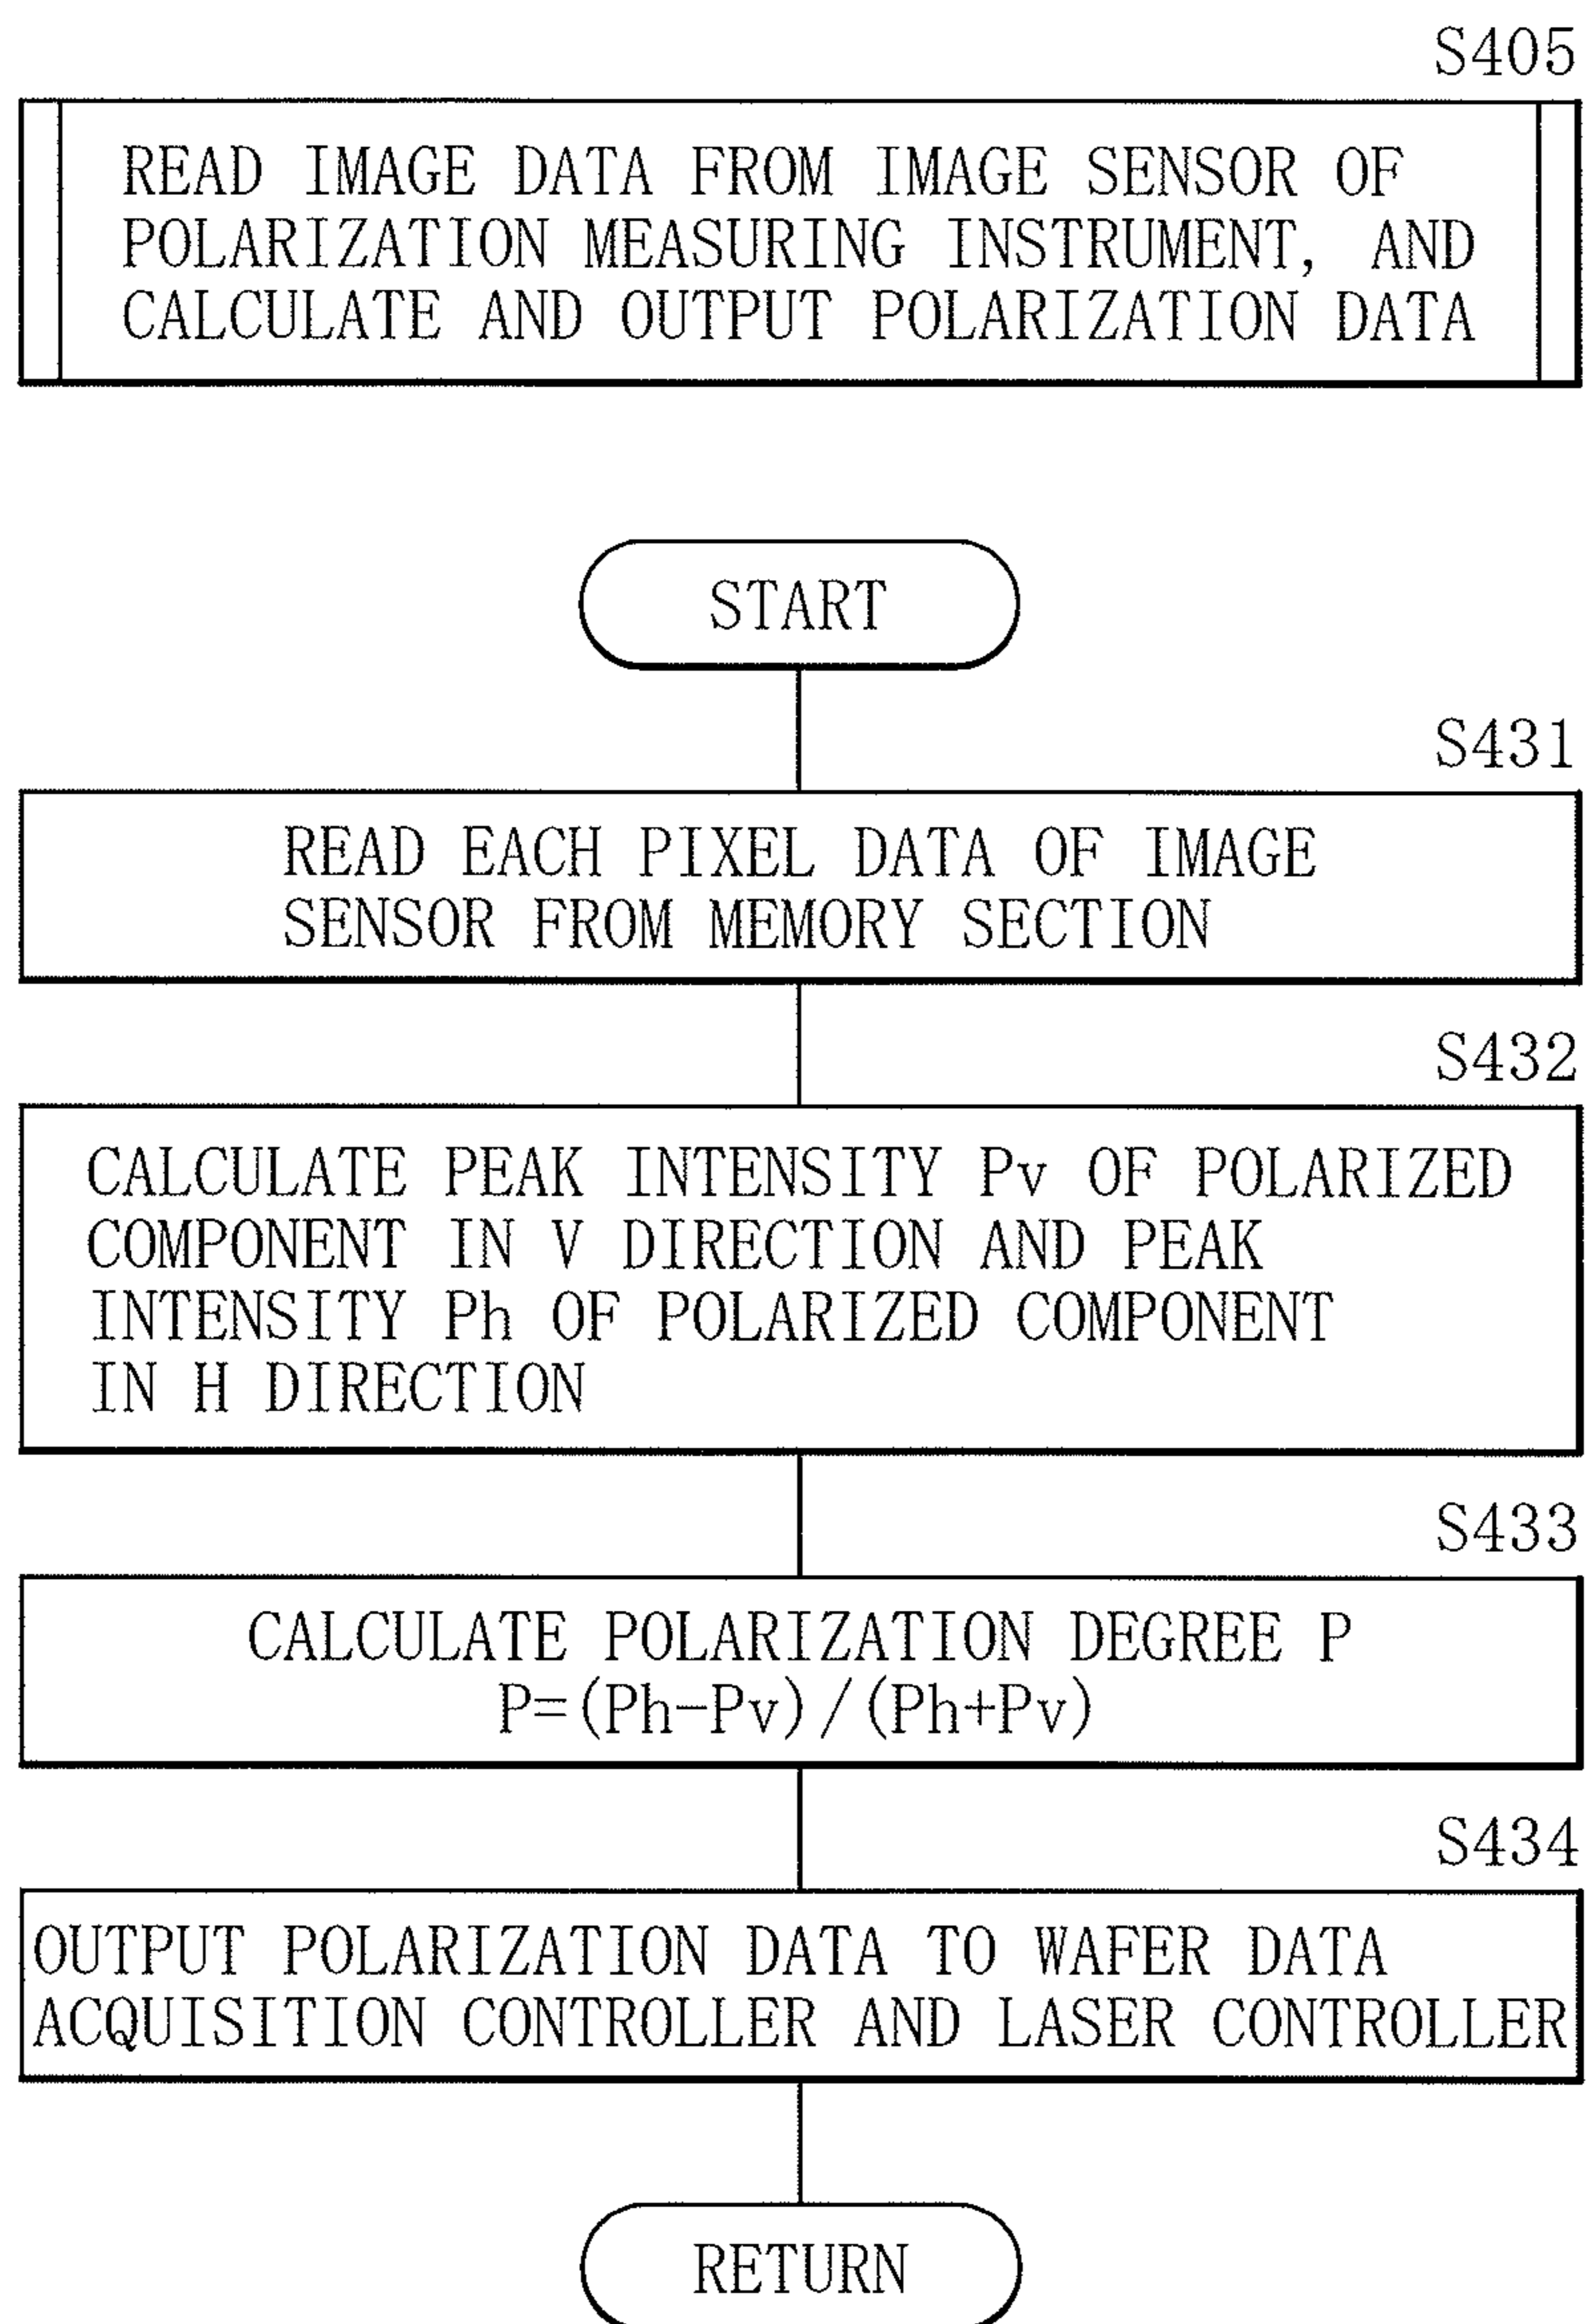 S405
READ IMAGE DATA FROM IMAGE SENSOR OF
POLARIZATION MEASURING INSTRUMENT, AND
CALCULATE AND OUTPUT POLARIZATION DATA
START
S431
READ EACH PIXEL DATA OF IMAGE
SENSOR FROM MEMORY SECTION
S432
CALCULATE PEAK INTENSITY Pv OF POLARIZED
COMPONENT IN V DIRECTION AND PEAK
INTENSITY Ph OF POLARIZED COMPONENT
IN H DIRECTION
S433
CALCULATE POLARIZATION DEGREE P
P=(Ph-Pv)/(Ph+Pv)
S434
OUTPUT POLARIZATION DATA TO WAFER DATA
ACQUISITION CONTROLLER AND LASER CONTROLLER
RETURN